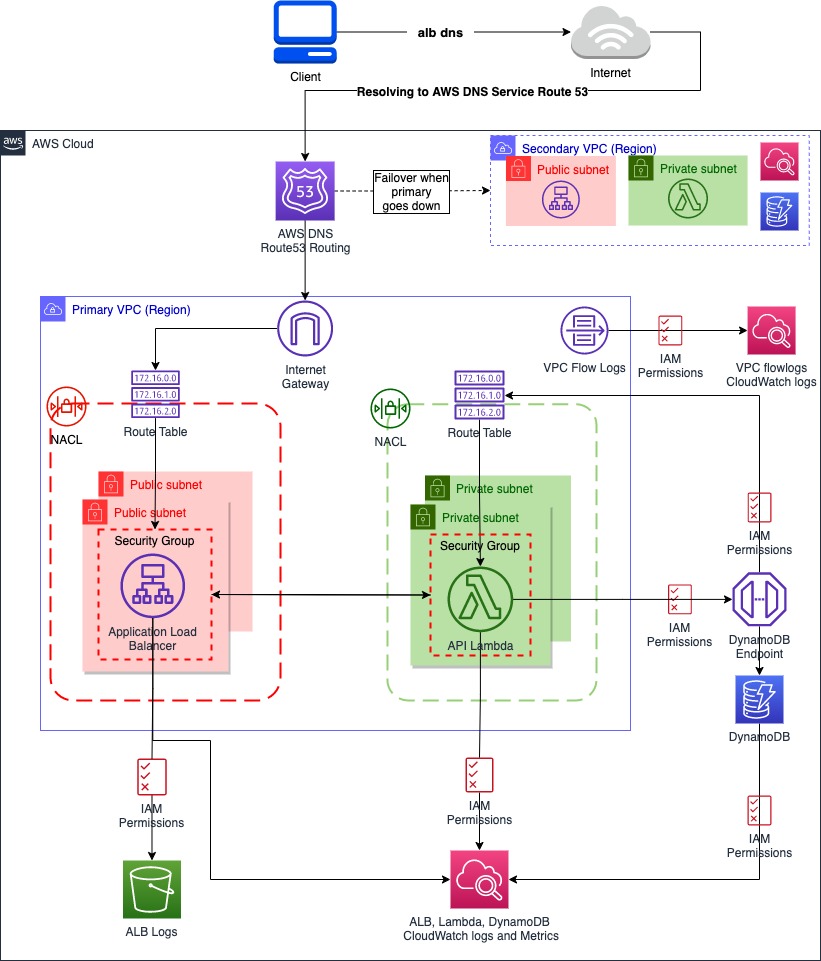 alb dns
Client
Internet
Resolving to AWS DNS Service Route 53
aws
AWS Cloud
Secondary VPC (Region)
Public subnet
Private subnet
53
Failover when
primary
goes down
AWS DNS
Route53 Routing
Primary VPC (Region)
Internet
Gateway
VPC Flow Logs
IAM
Permissions
VPC flowlogs
CloudWatch logs
172.16.0.0
172.16.1.0
172.16.2.0
Route Table
NACL
172.16.0.0
172.16.1.0
172.16.2.0
Route Table
NACL
Public subnet
Public subnet
Security Group
Application Load
Balancer
Private subnet
Private subnet
Security Group
API Lambda
IAM
Permissions
IAM
Permissions
DynamoDB
Endpoint
DynamoDB
IAM
Permissions
IAM
Permissions
IAM
Permissions
ALB Logs
ALB, Lambda, DynamoDB
CloudWatch logs and Metrics